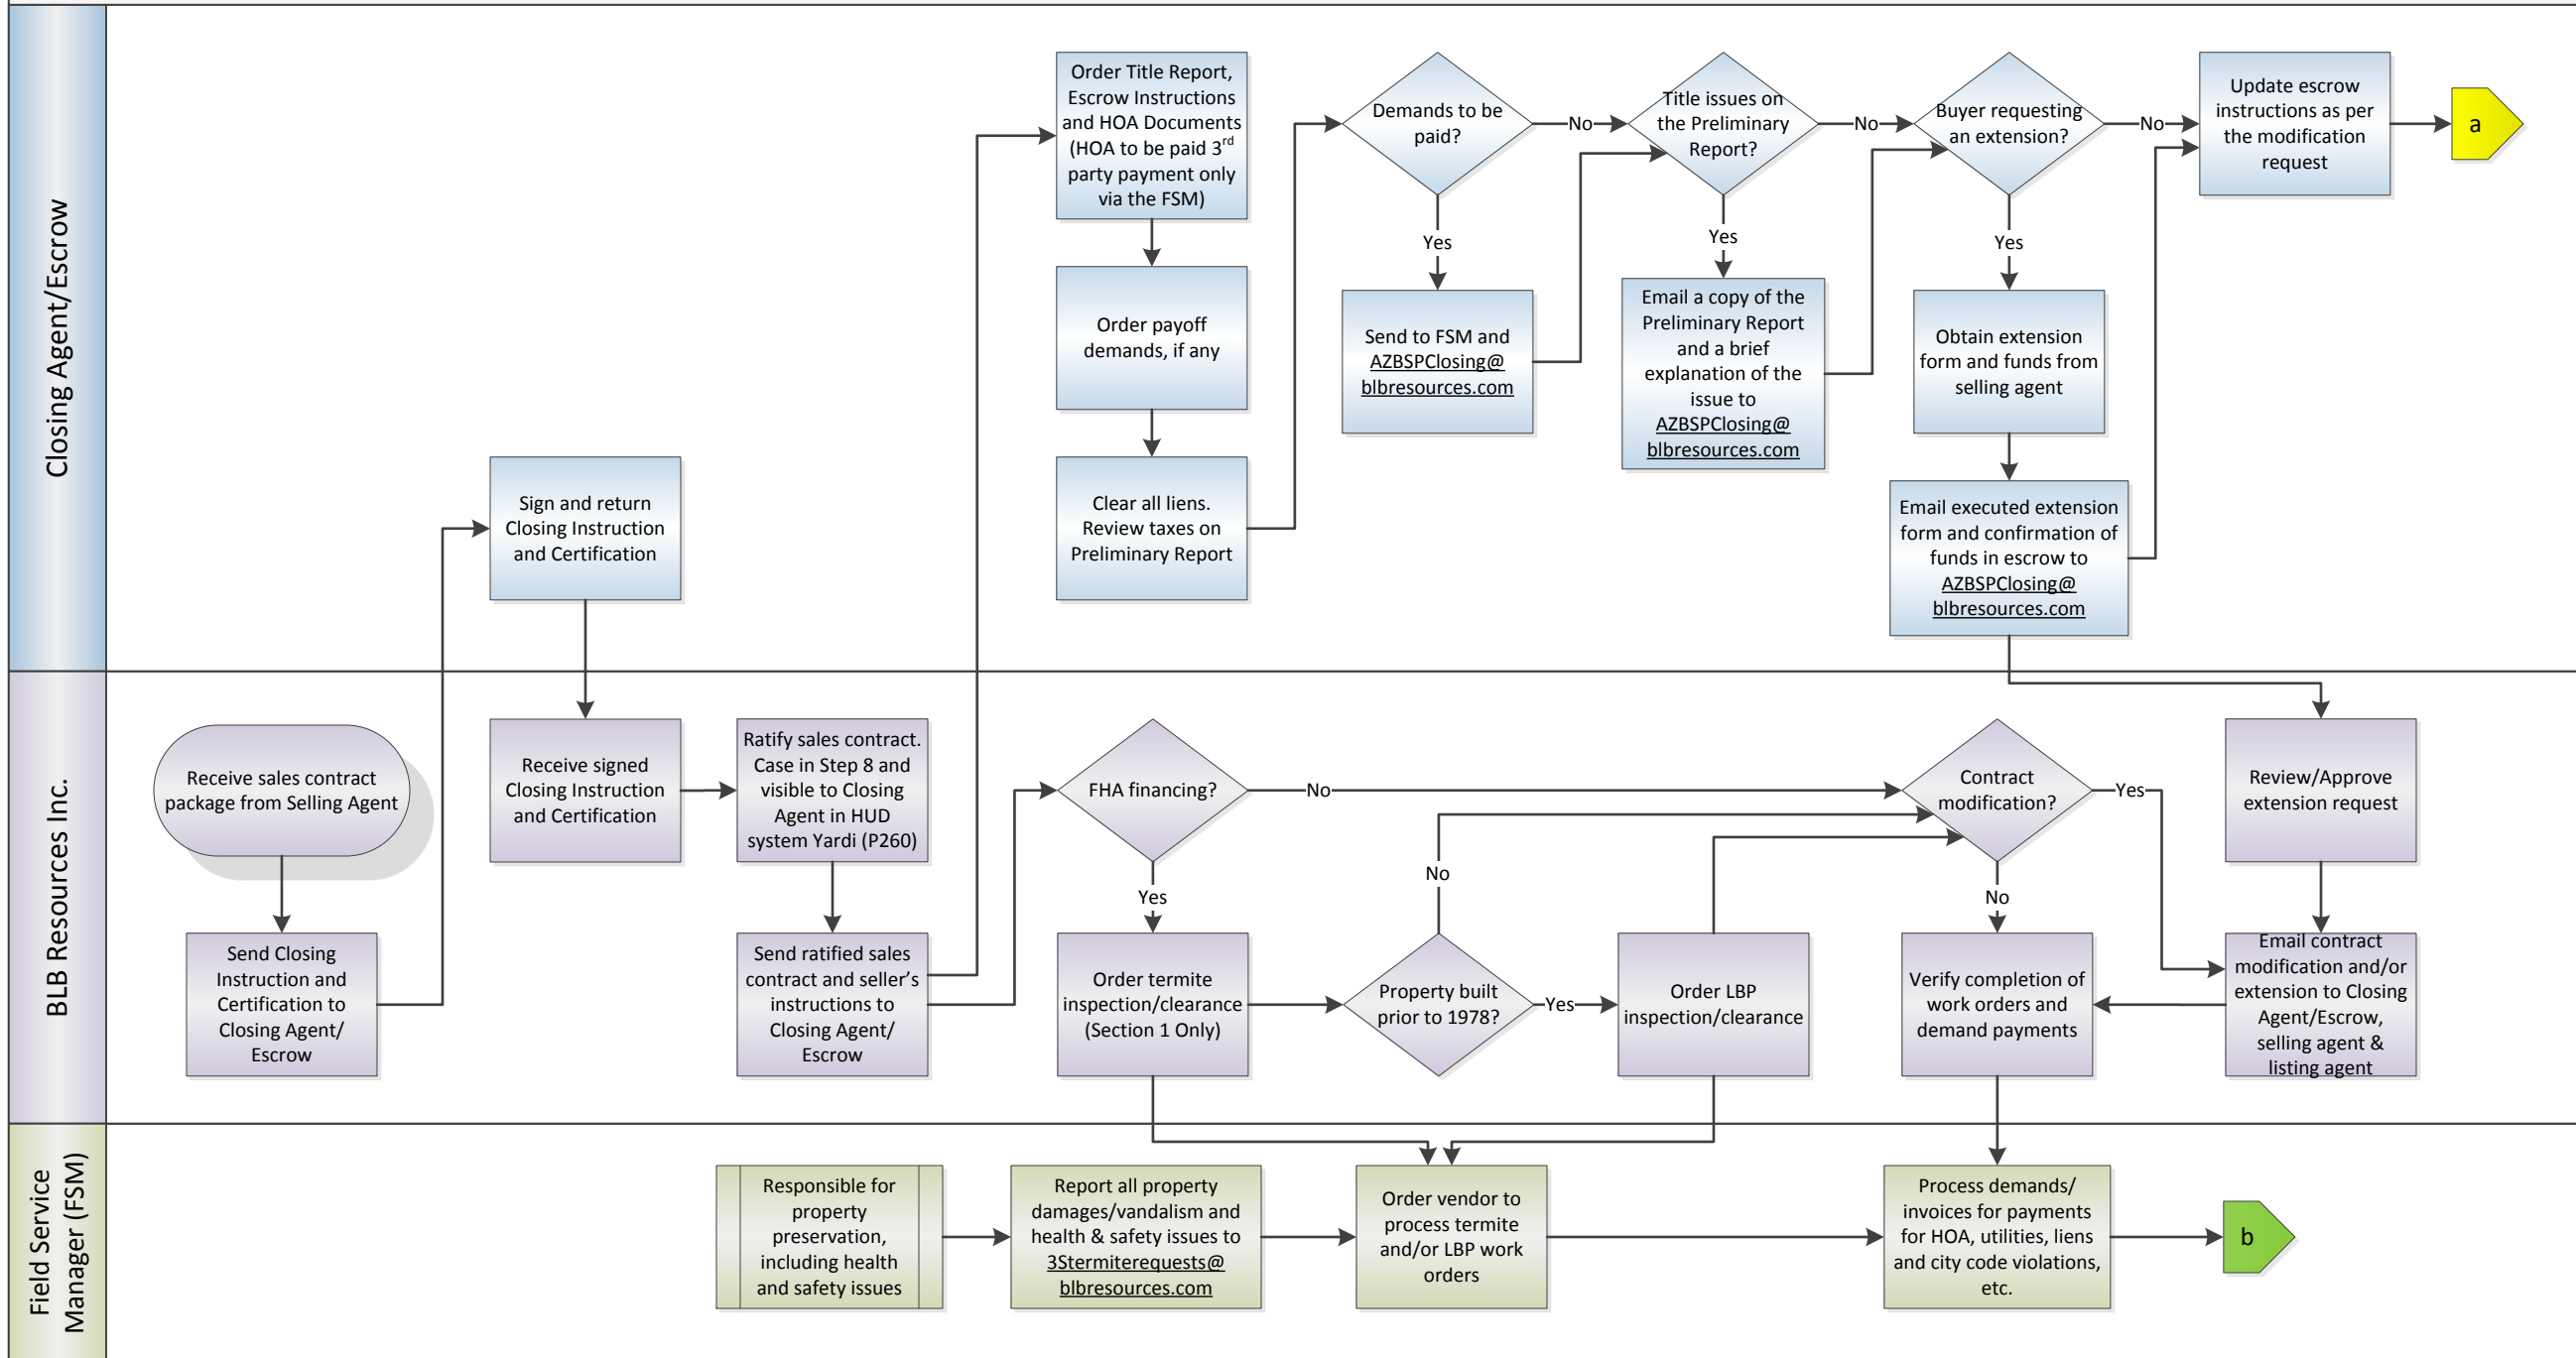 Closing Agent/Escrow
Order Title Report,
Escrow Instructions
and HOA Documents
(HOA to be paid 3rd
party payment only
via the FSM)
Order payoff
demands, if any
Clear all liens.
Review taxes on
Preliminary Report
Sign and return
Closing Instruction
and Certification
Demands to be
paid?
No
Yes
Send to FSM and
AZBSPClosing@
blbresources.com
Title issues on
the Preliminary
Report?
No
Yes
Email a copy of the
Preliminary Report
and a brief
explanation of the
issue to
AZBSPClosing@
blbresources.com
Buyer requesting
an extension?
No
Yes
Obtain extension
form and funds from
selling agent
Email executed extension
form and confirmation of
funds in escrow to
AZBSPClosing@
blbresources.com
Update escrow
instructions as per
the modification
request
a
BLB Resources Inc.
Receive sales contract
package from Selling Agent
Send Closing
Instruction and
Certification to
Closing Agent/
Escrow
Receive signed
Closing Instruction
and Certification
Ratify sales contract.
Case in Step 8 and
visible to Closing
Agent in HUD
system Yardi (P260)
Send ratified sales
contract and seller’s
instructions to
Closing Agent/
Escrow
FHA financing?
No
Yes
Order termite
inspection/clearance
(Section 1 Only)
Property built
prior to 1978?
No
Yes
Order LBP
inspection/clearance
Contract
modification?
Yes
No
Verify completion of
work orders and
demand payments
Review/Approve
extension request
Email contract
modification and/or
extension to Closing
Agent/Escrow,
selling agent &
listing agent
Field Service
Manager (FSM)
Responsible for
property
preservation,
including health
and safety issues
Report all property
damages/vandalism and
health & safety issues to
3Stermiterequests@
blbresources.com
Order vendor to
process termite
and/or LBP work
orders
Process demands/
invoices for payments
for HOA, utilities, liens
and city code violations,
etc.
b